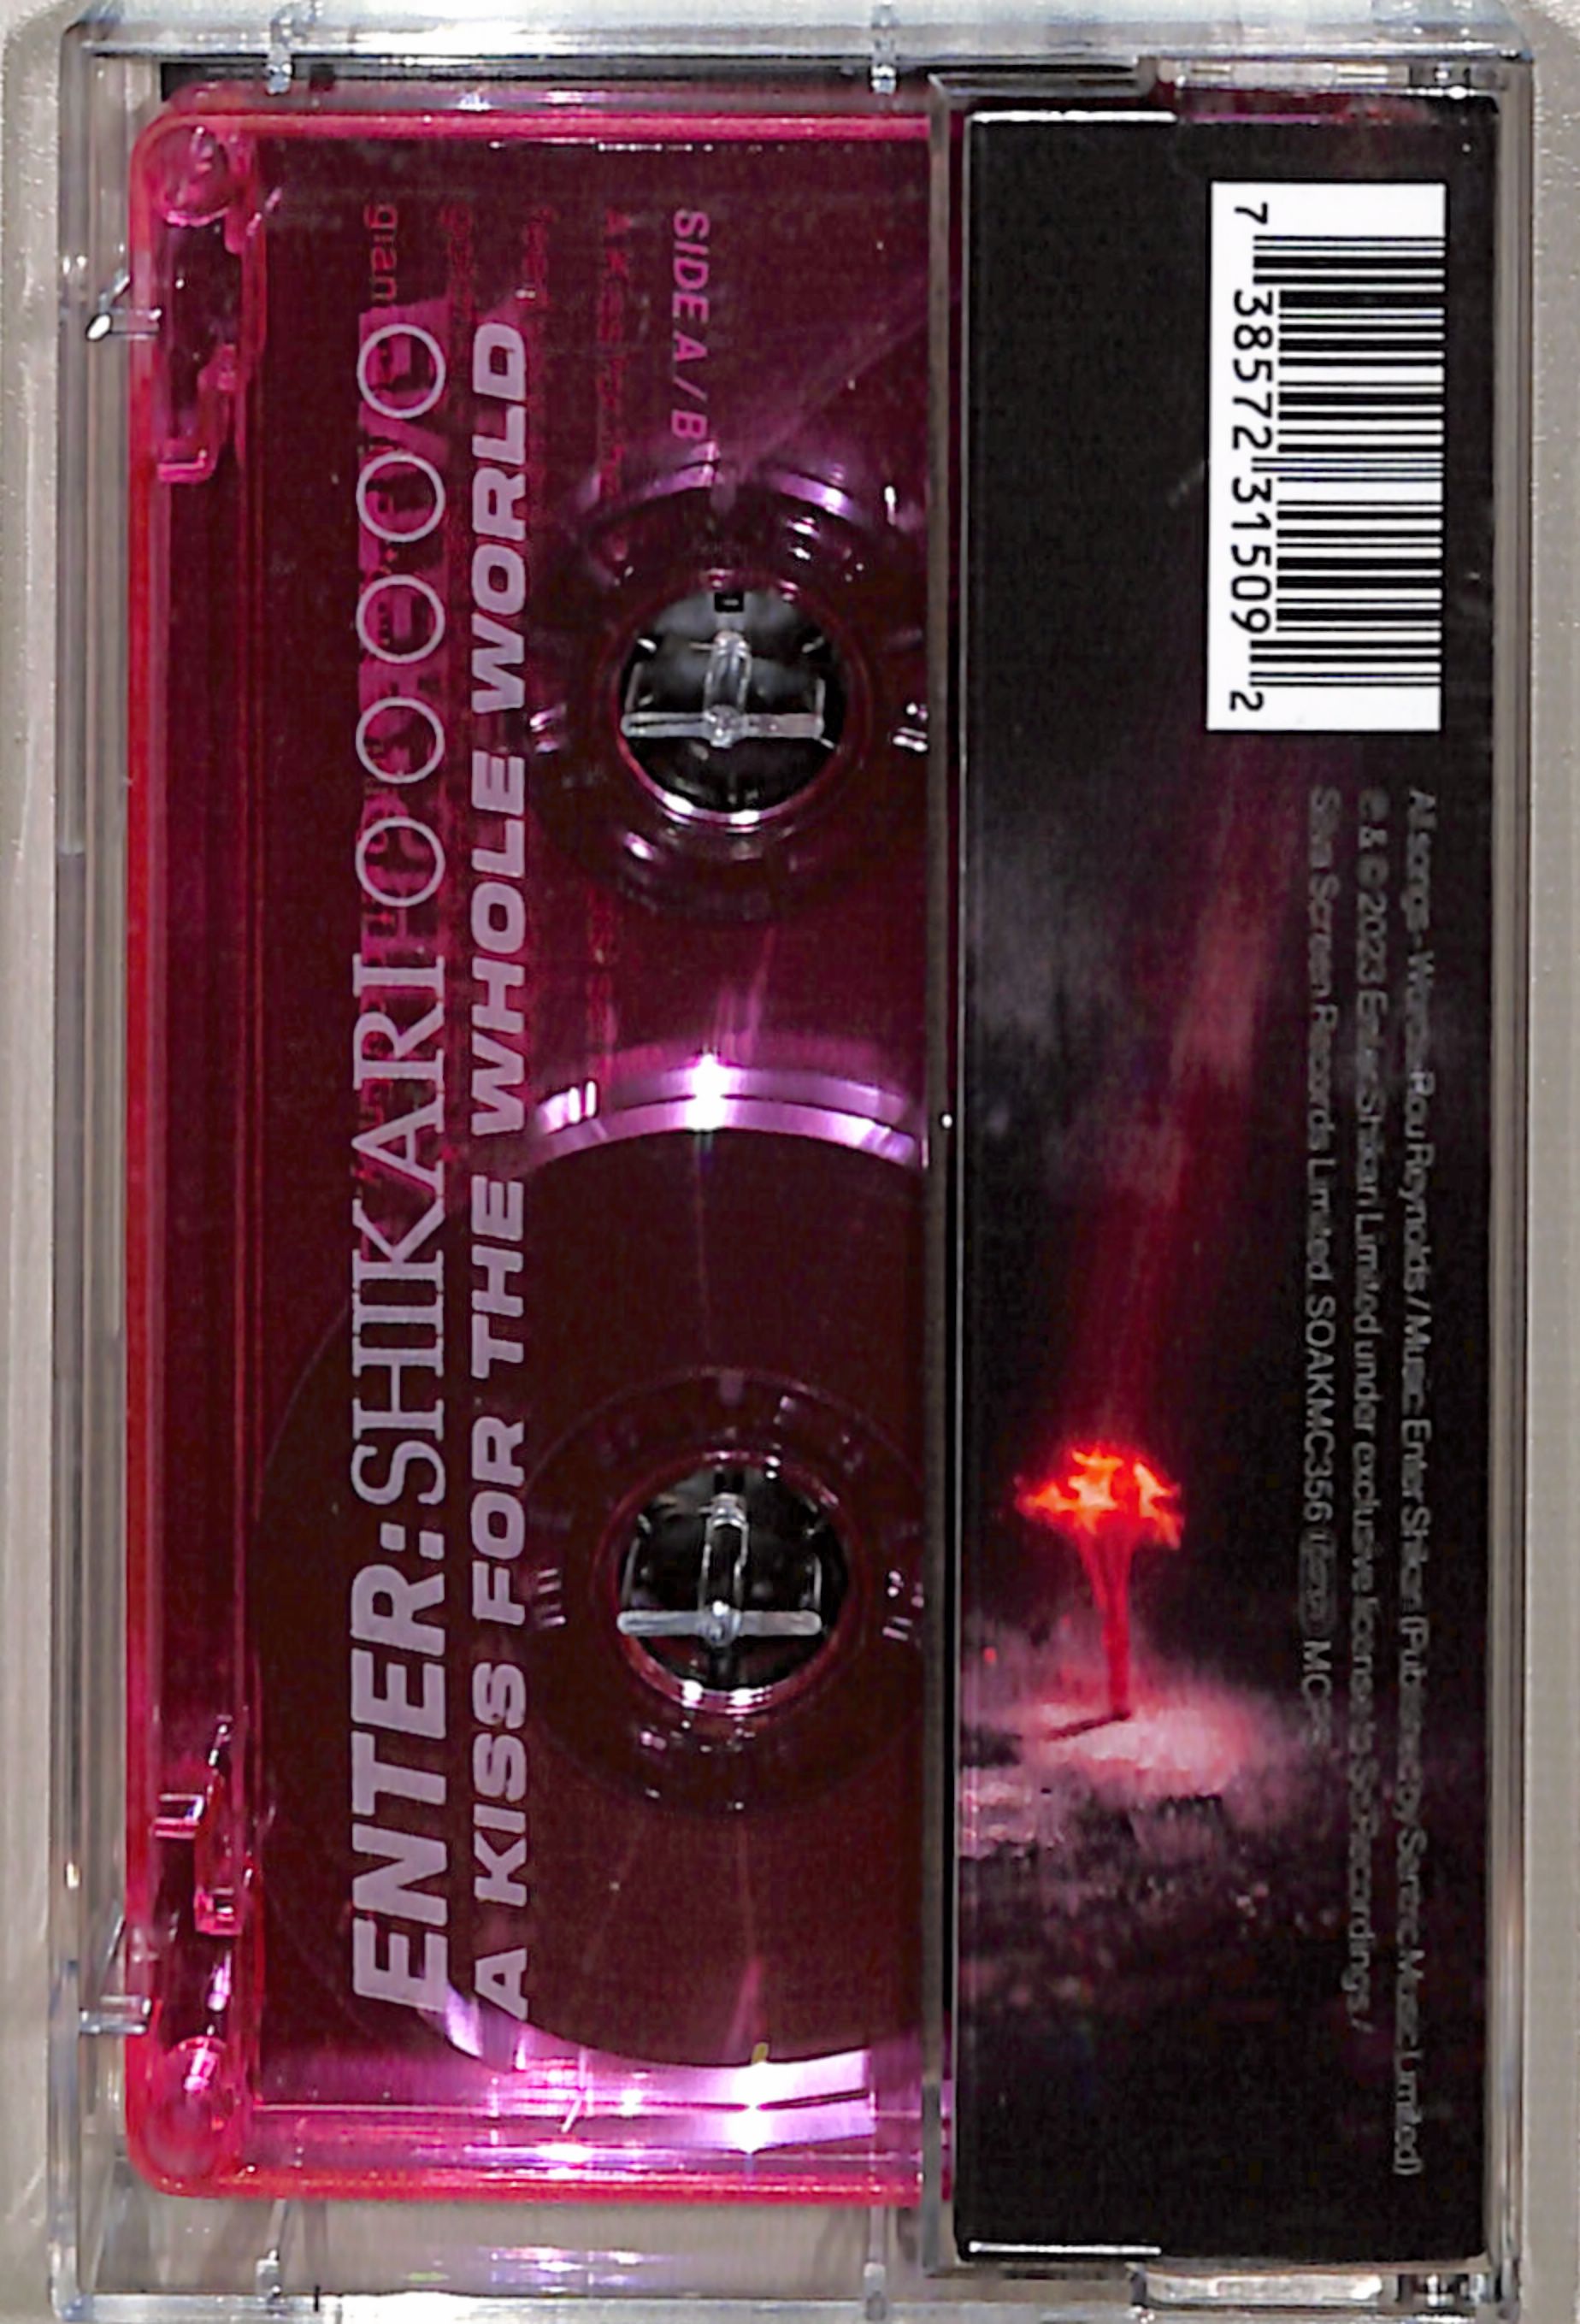 ENTER:SHIKARI
A KISS FOR THE WHOLE WORLD
SIDE A / B
7 38572 31509 2
All songs - Words: Rou Reynolds / Music: Enter Shikari (Published by Sentric Music Limited)
℗ & © 2023 Enter Shikari Limited under exclusive license to So Recordings /
Silva Screen Records Limited. SOAKMC356